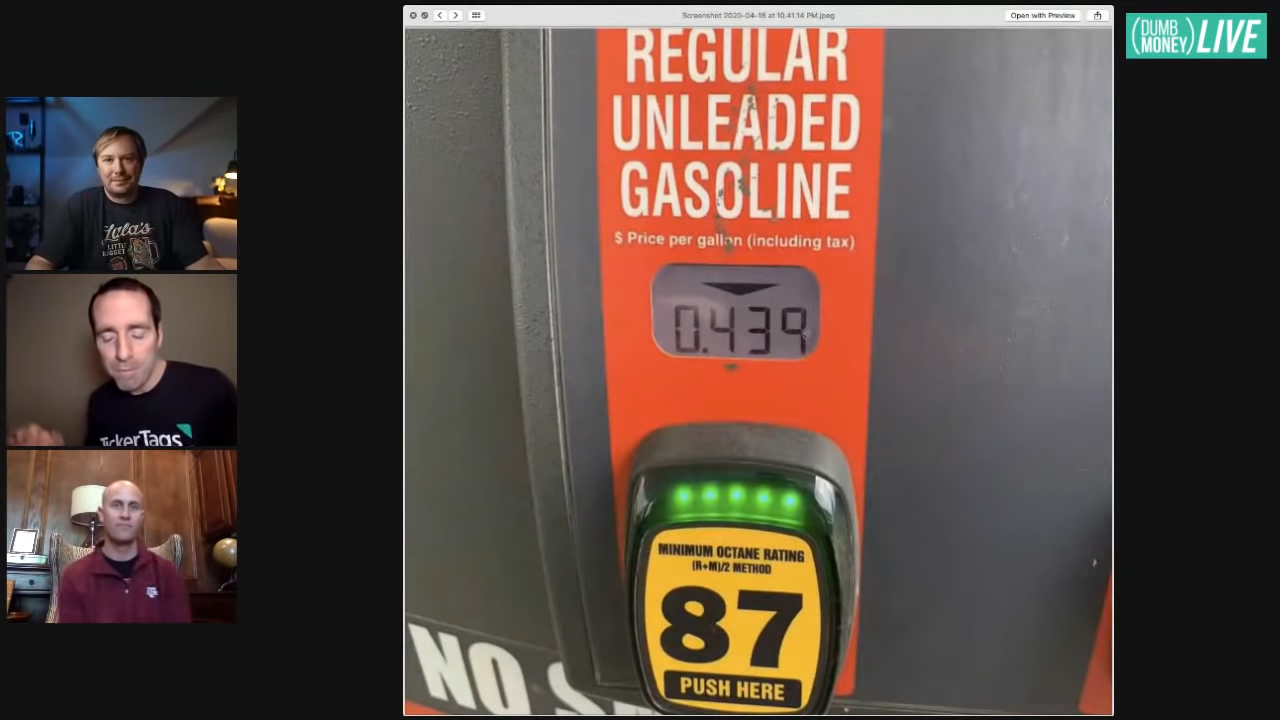 Screenshot 2020-04-18 at 10.41.14 PM.jpeg
Open with Preview
(DUMB MONEY) LIVE
REGULAR
UNLEADED
GASOLINE
$ Price per gallon (including tax)
0.439
MINIMUM OCTANE RATING
(R+M)/2 METHOD
87
PUSH HERE
NO
Lola's
TickerTags